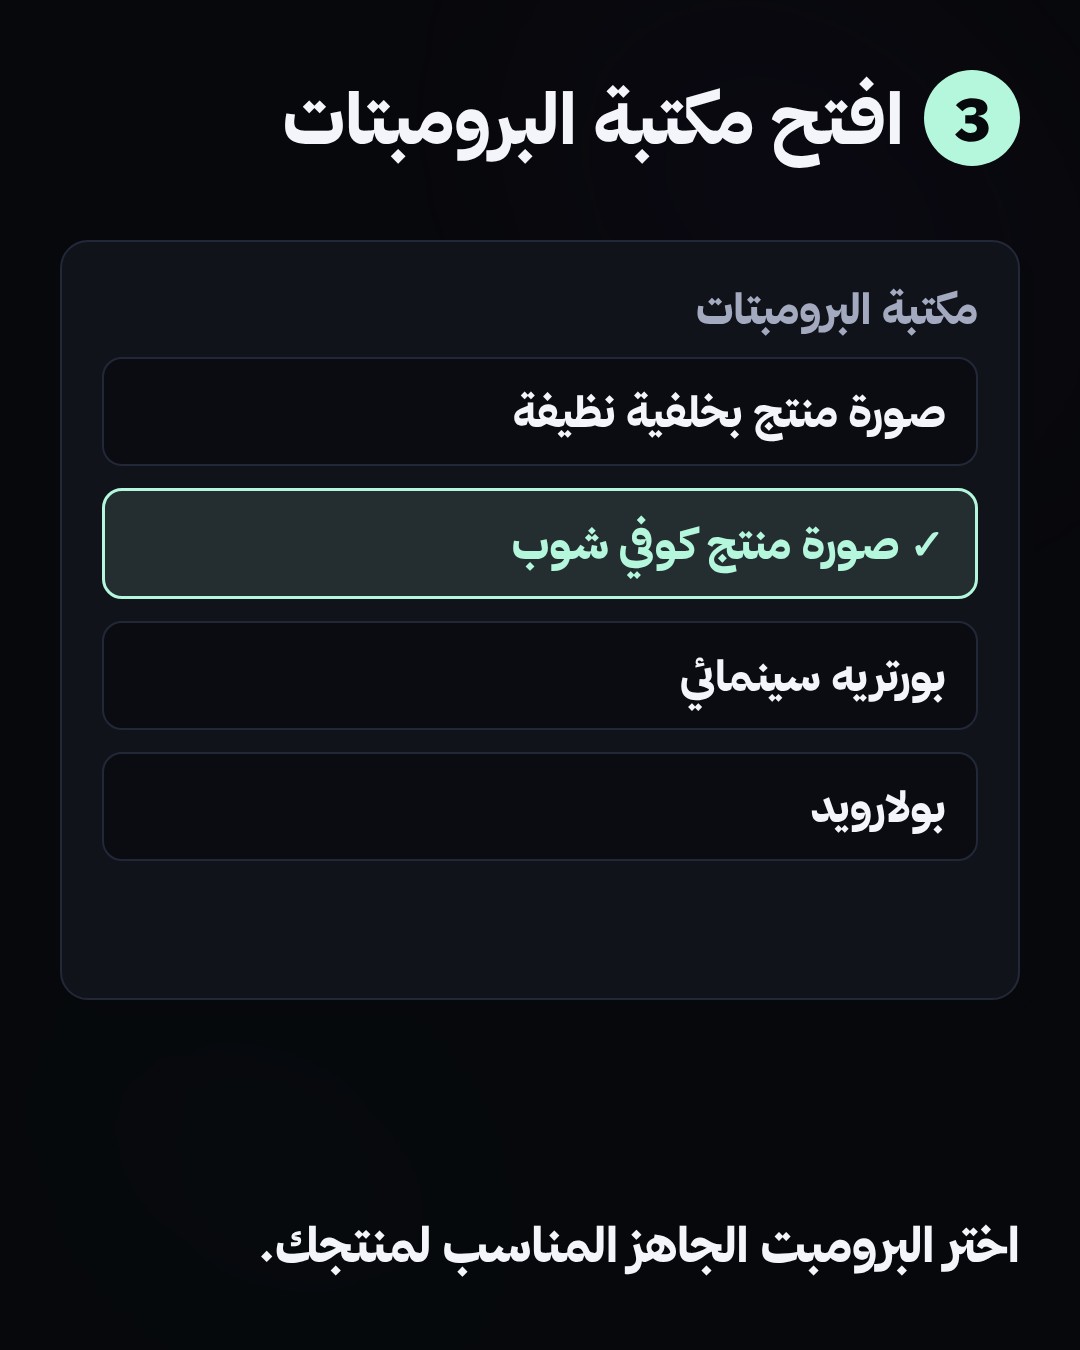 3 افتح مكتبة البرومبتات
مكتبة البرومبتات
صورة منتج بخلفية نظيفة
✓ صورة منتج كوفي شوب
بورتريه سينمائي
بولارويد
اختر البرومبت الجاهز المناسب لمنتجك.